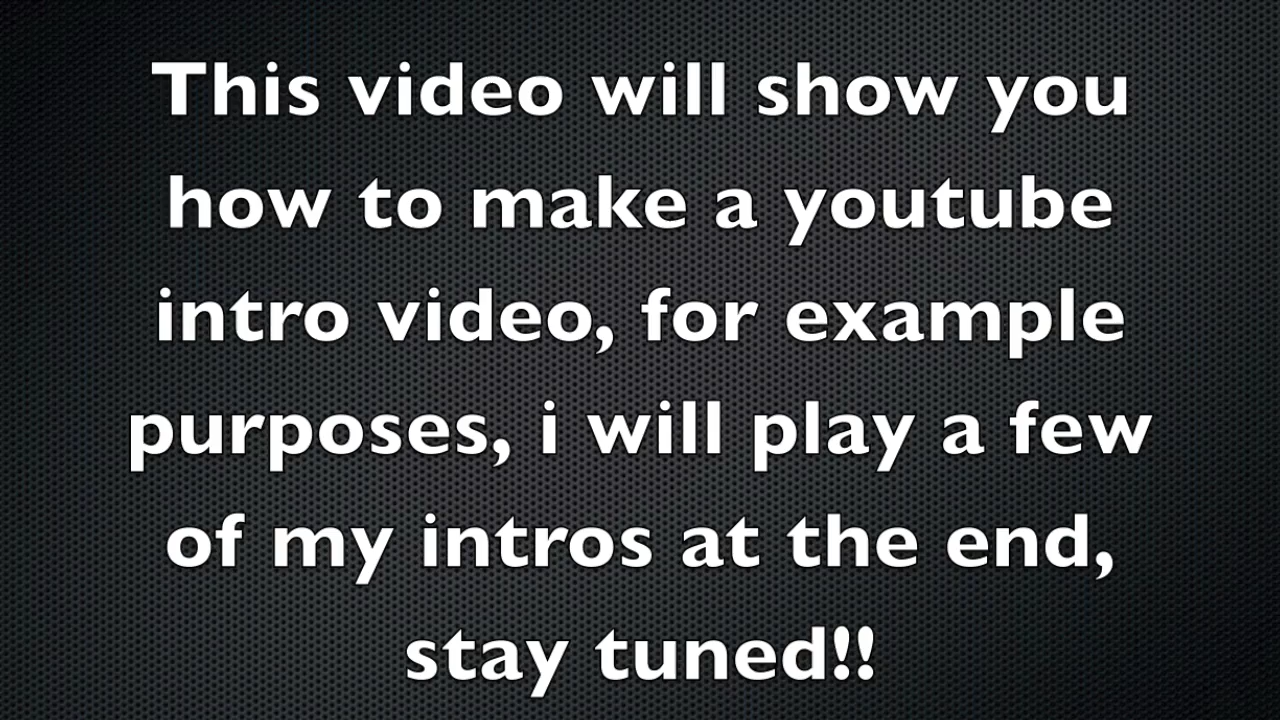 This video will show you
how to make a youtube
intro video, for example
purposes, i will play a few
of my intros at the end,
stay tuned!!